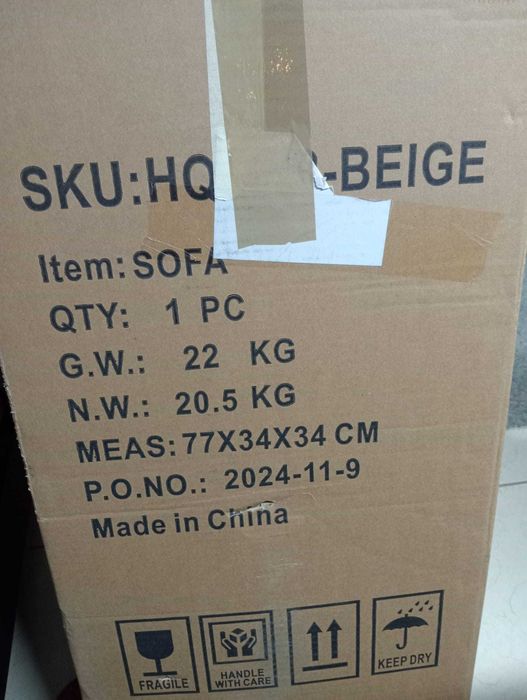 SKU:HQ -BEIGE
Item: SOFA
QTY: 1 PC
G.W.: 22 KG
N.W.: 20.5 KG
MEAS: 77X34X34 CM
P.O.NO.: 2024-11-9
Made in China
FRAGILE
HANDLE
WITH CARE
KEEP DRY